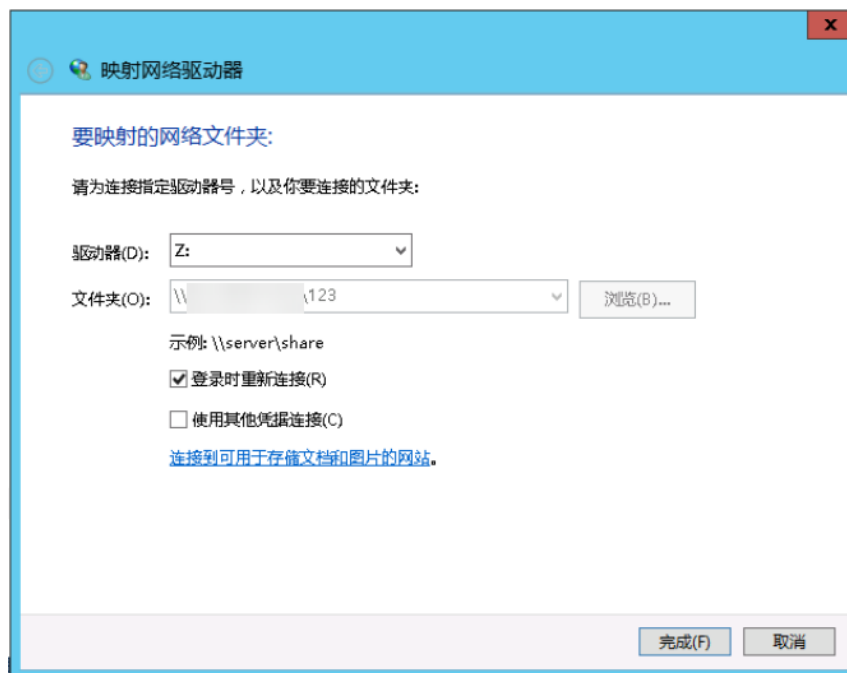 x
映射网络驱动器
要映射的网络文件夹:
请为连接指定驱动器号，以及你要连接的文件夹:
驱动器(D): Z:
文件夹(O): \\ \123 浏览(B)...
示例: \\server\share
登录时重新连接(R)
使用其他凭据连接(C)
连接到可用于存储文档和图片的网站。
完成(F) 取消